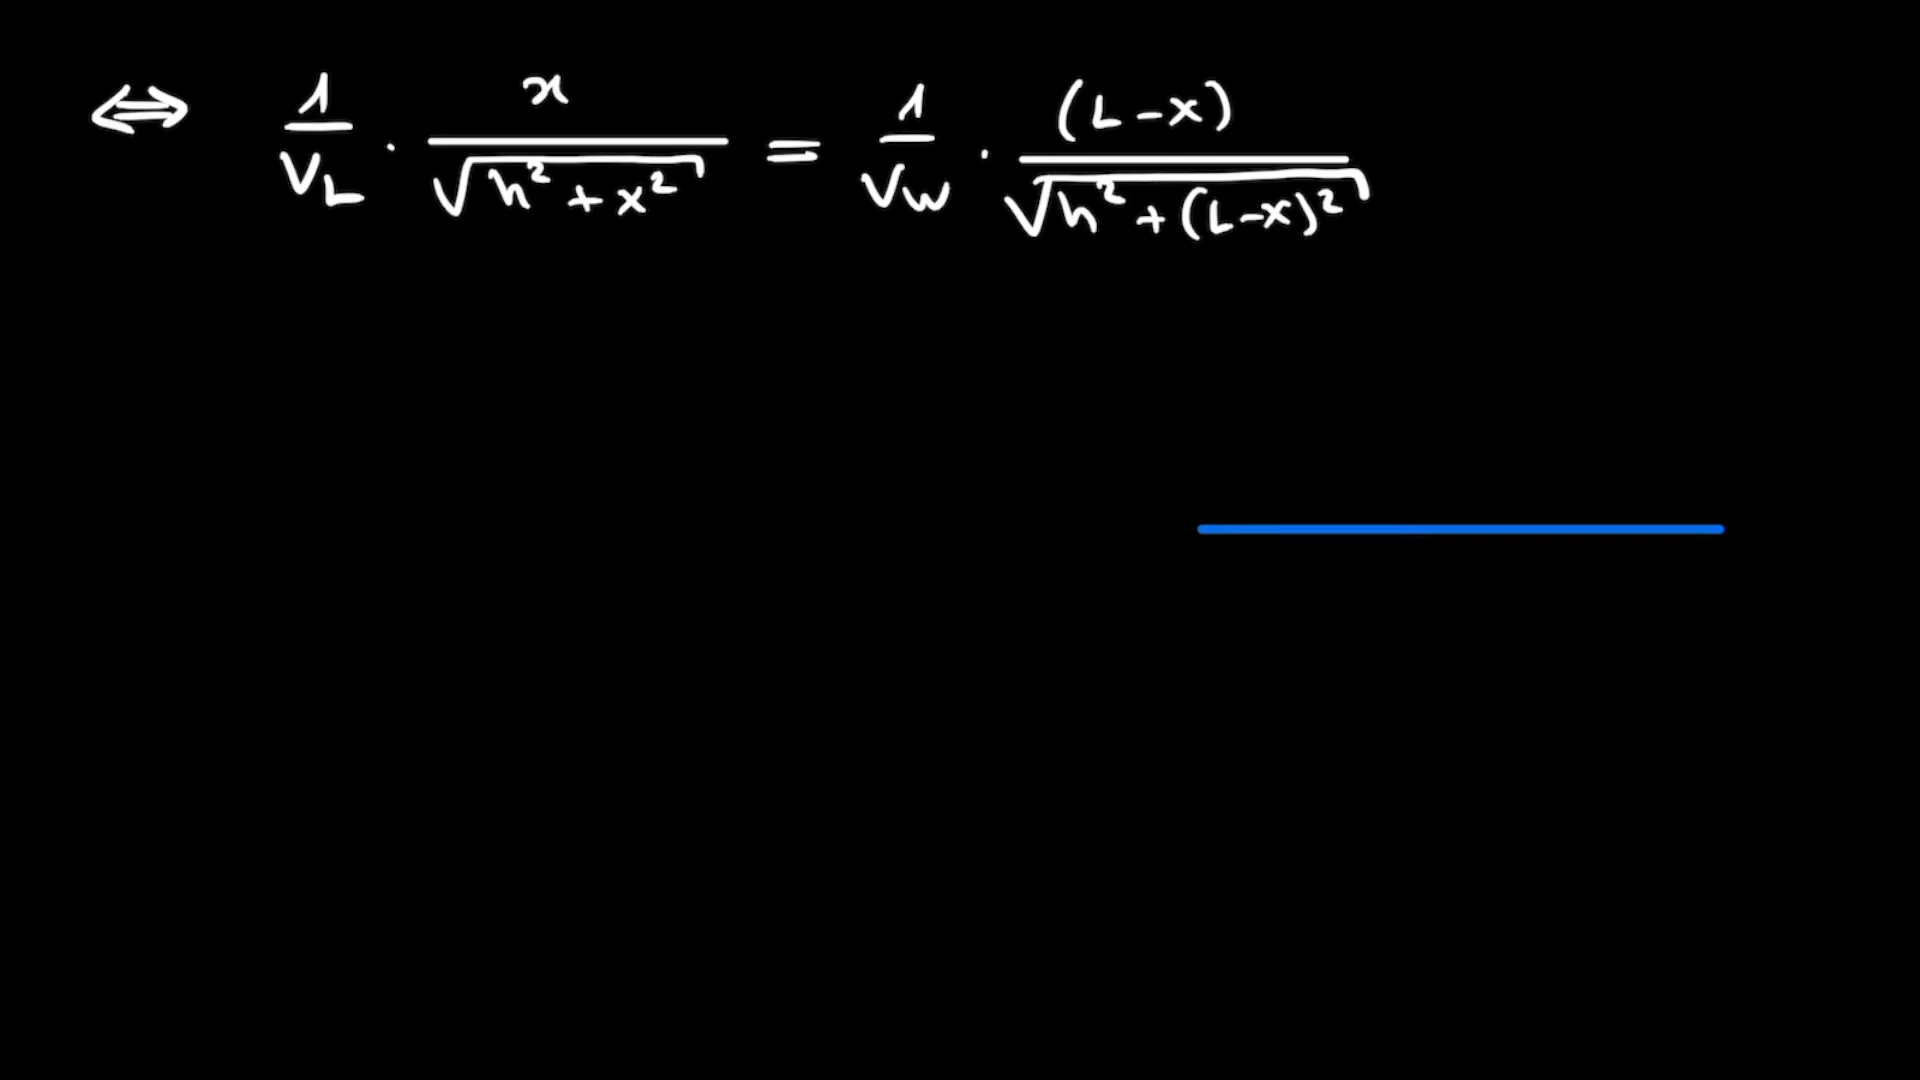 ⇔ 1/V_L · x/√(h² + x²) = 1/V_W · (L-x)/√(h² + (L-x)²)